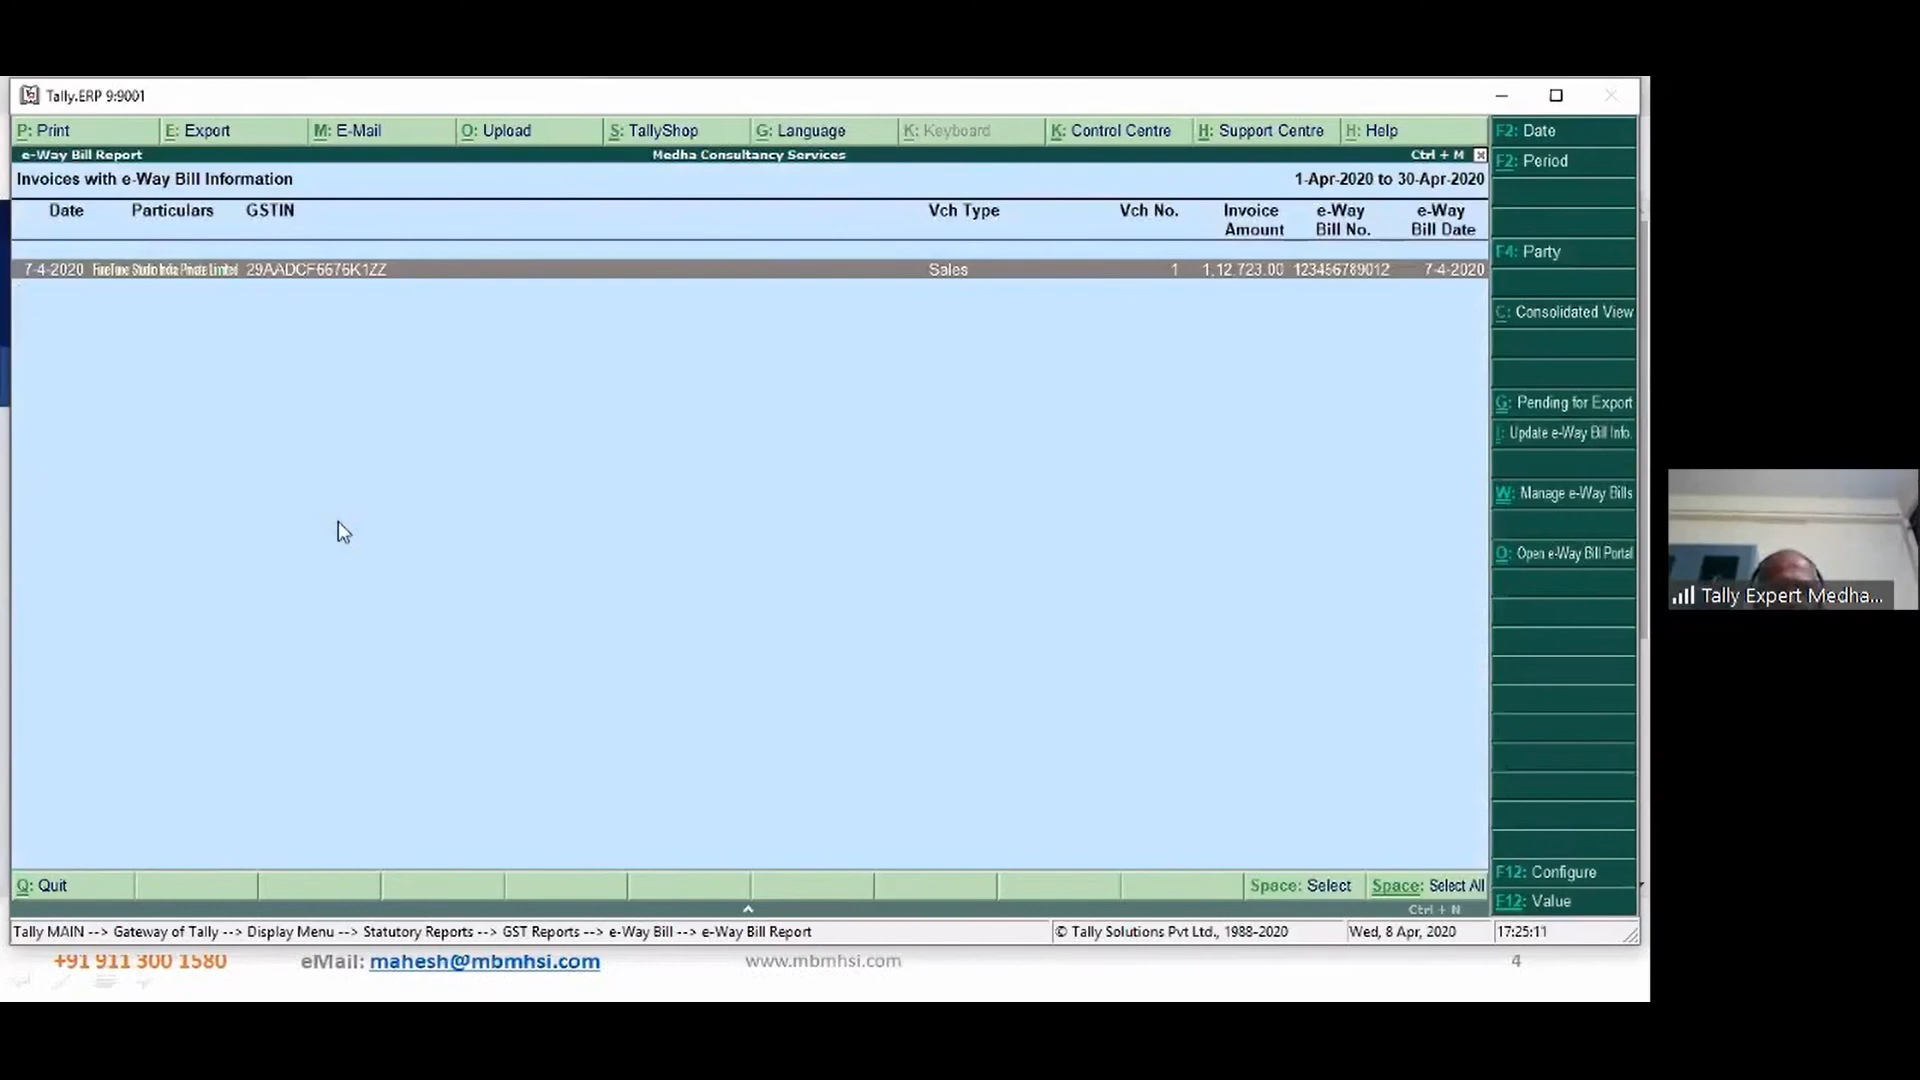 Tally.ERP 9:9001
P: Print E: Export M: E-Mail O: Upload S: TallyShop G: Language K: Keyboard K: Control Centre H: Support Centre H: Help
e-Way Bill Report Medha Consultancy Services Ctrl + M
Invoices with e-Way Bill Information 1-Apr-2020 to 30-Apr-2020
Date Particulars GSTIN Vch Type Vch No. Invoice Amount e-Way Bill No. e-Way Bill Date
7-4-2020 FineTune Studio India Private Limited 29AADCF6676K1ZZ Sales 1 1,12,723.00 123456789012 7-4-2020
F2: Date
F2: Period
F4: Party
C: Consolidated View
G: Pending for Export
I: Update e-Way Bill Info.
W: Manage e-Way Bills
O: Open e-Way Bill Portal
F12: Configure
F12: Value
Tally Expert Medha...
Q: Quit Space: Select Space: Select All
Ctrl + N
Tally MAIN --> Gateway of Tally --> Display Menu --> Statutory Reports --> GST Reports --> e-Way Bill --> e-Way Bill Report © Tally Solutions Pvt Ltd., 1988-2020 Wed, 8 Apr, 2020 17:25:11
+91 911 300 1580 eMail: mahesh@mbmhsi.com www.mbmhsi.com 4